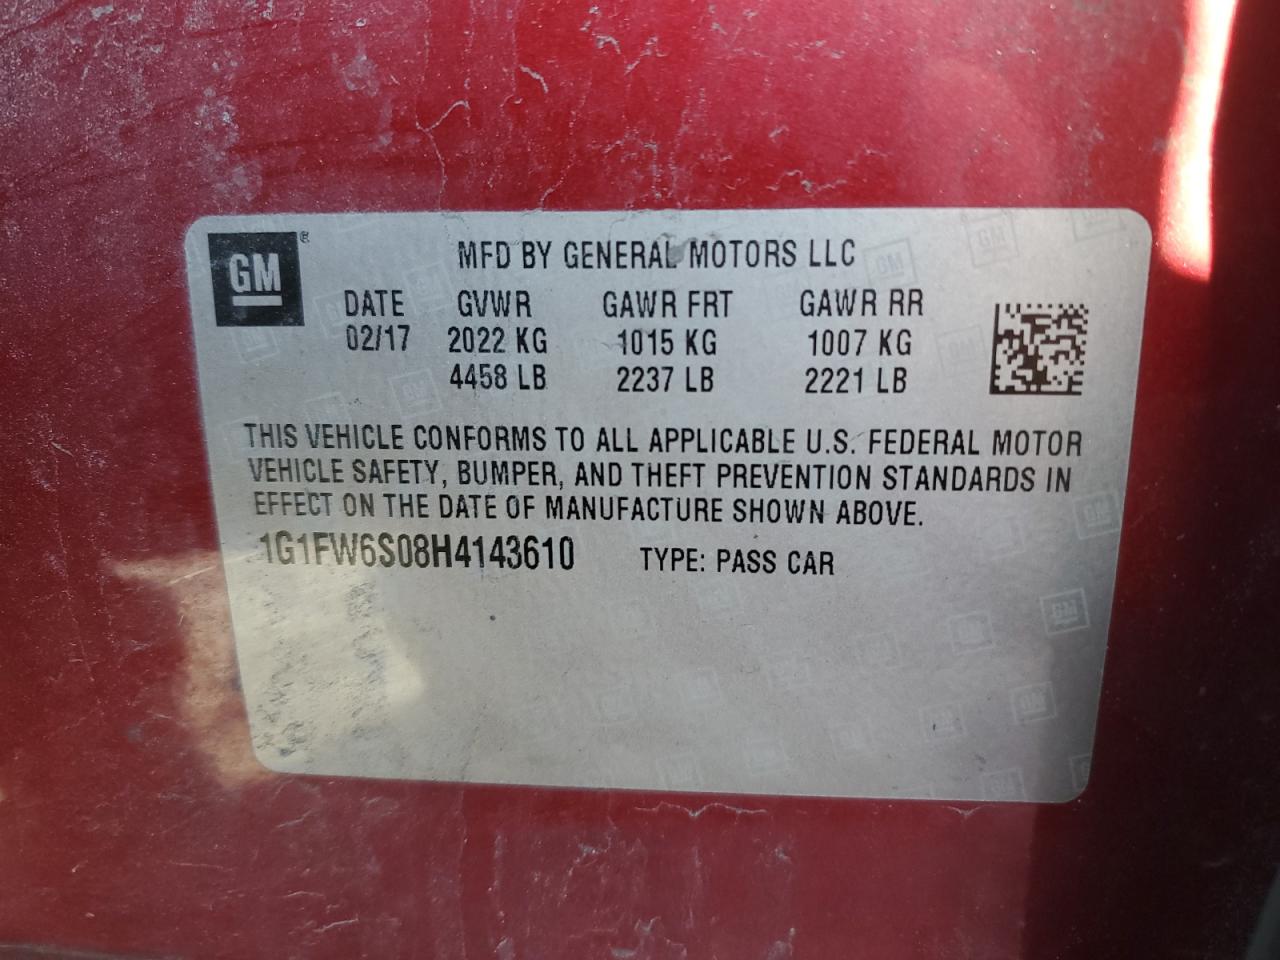 GM ® MFD BY GENERAL MOTORS LLC
DATE GVWR GAWR FRT GAWR RR
02/17 2022 KG 1015 KG 1007 KG
4458 LB 2237 LB 2221 LB
THIS VEHICLE CONFORMS TO ALL APPLICABLE U.S. FEDERAL MOTOR
VEHICLE SAFETY, BUMPER, AND THEFT PREVENTION STANDARDS IN
EFFECT ON THE DATE OF MANUFACTURE SHOWN ABOVE.
1G1FW6S08H4143610 TYPE: PASS CAR